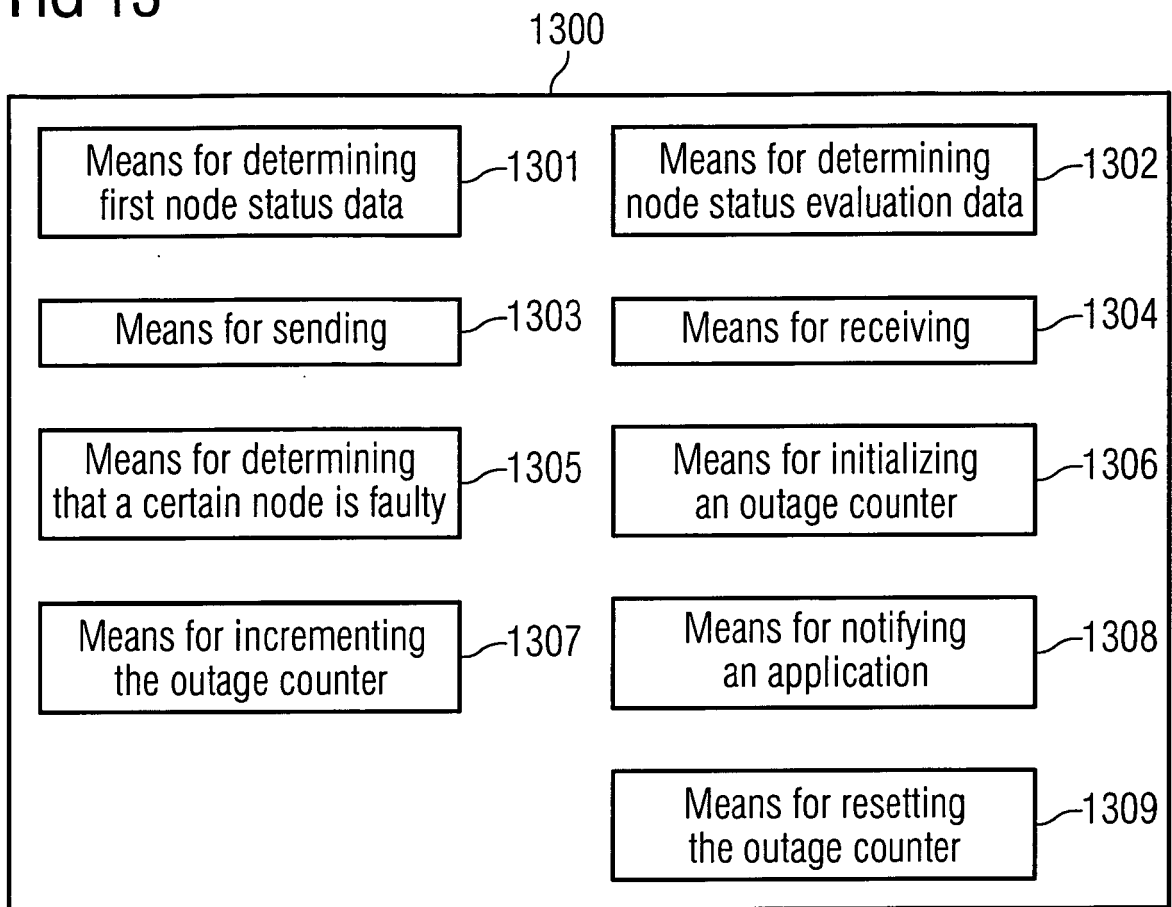 FIG 13
1300
Means for determining
first node status data
1301
Means for determining
node status evaluation data
1302
Means for sending
1303
Means for receiving
1304
Means for determining
that a certain node is faulty
1305
Means for initializing
an outage counter
1306
Means for incrementing
the outage counter
1307
Means for notifying
an application
1308
Means for resetting
the outage counter
1309